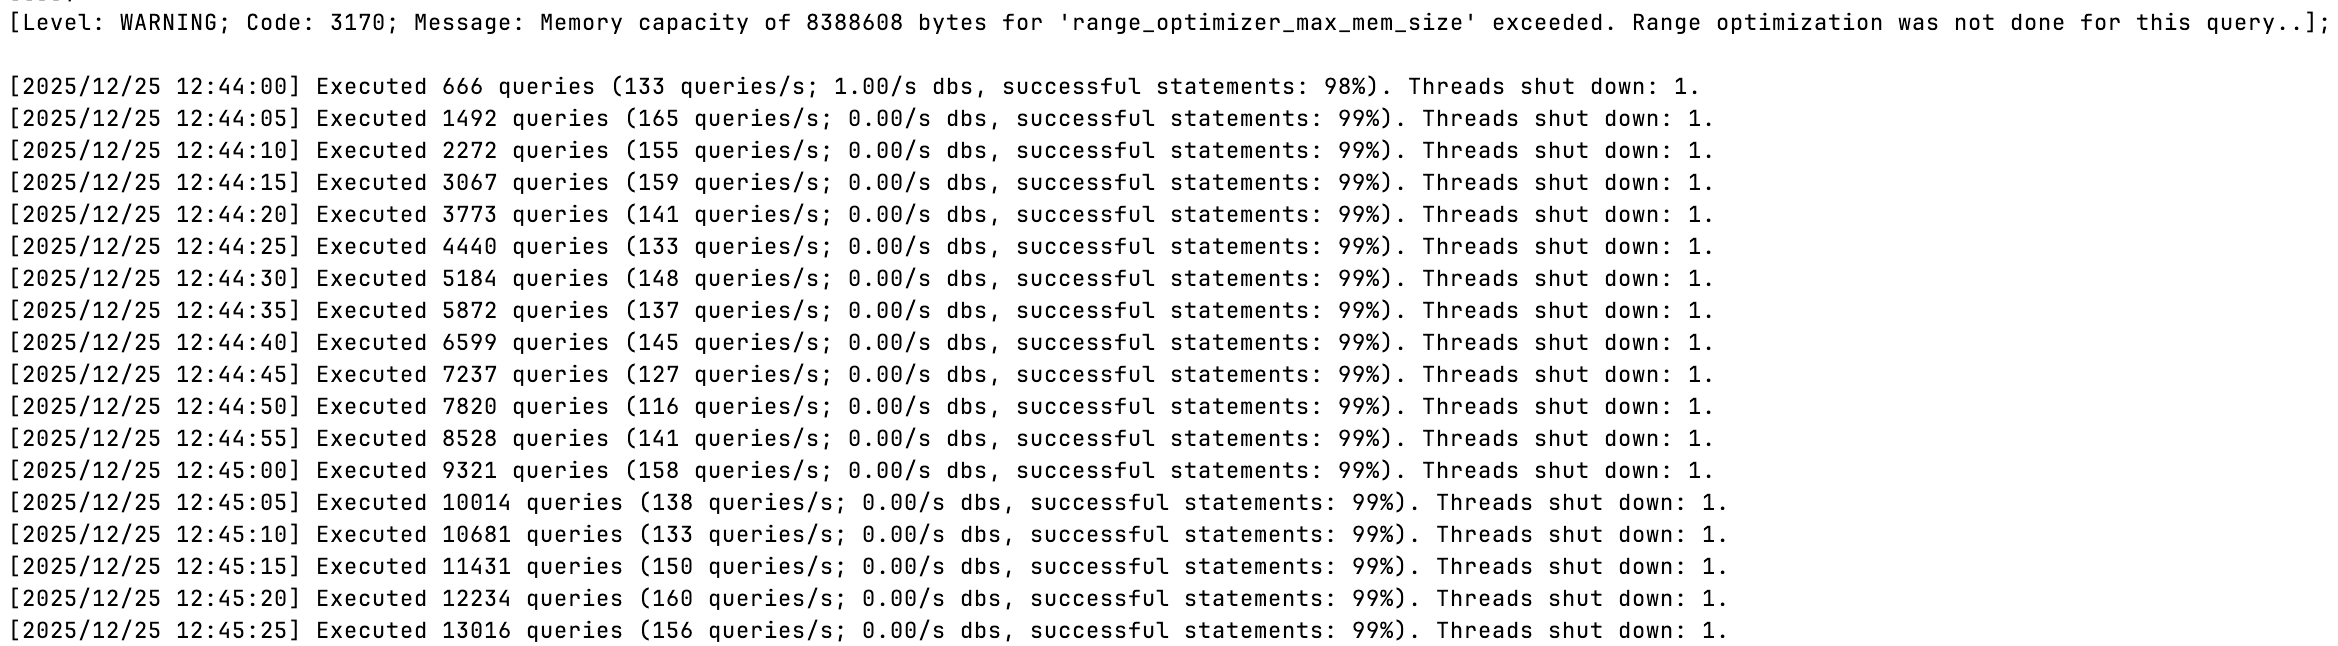 [Level: WARNING; Code: 3170; Message: Memory capacity of 8388608 bytes for 'range_optimizer_max_mem_size' exceeded. Range optimization was not done for this query..];
[2025/12/25 12:44:00] Executed 666 queries (133 queries/s; 1.00/s dbs, successful statements: 98%). Threads shut down: 1.
[2025/12/25 12:44:05] Executed 1492 queries (165 queries/s; 0.00/s dbs, successful statements: 99%). Threads shut down: 1.
[2025/12/25 12:44:10] Executed 2272 queries (155 queries/s; 0.00/s dbs, successful statements: 99%). Threads shut down: 1.
[2025/12/25 12:44:15] Executed 3067 queries (159 queries/s; 0.00/s dbs, successful statements: 99%). Threads shut down: 1.
[2025/12/25 12:44:20] Executed 3773 queries (141 queries/s; 0.00/s dbs, successful statements: 99%). Threads shut down: 1.
[2025/12/25 12:44:25] Executed 4440 queries (133 queries/s; 0.00/s dbs, successful statements: 99%). Threads shut down: 1.
[2025/12/25 12:44:30] Executed 5184 queries (148 queries/s; 0.00/s dbs, successful statements: 99%). Threads shut down: 1.
[2025/12/25 12:44:35] Executed 5872 queries (137 queries/s; 0.00/s dbs, successful statements: 99%). Threads shut down: 1.
[2025/12/25 12:44:40] Executed 6599 queries (145 queries/s; 0.00/s dbs, successful statements: 99%). Threads shut down: 1.
[2025/12/25 12:44:45] Executed 7237 queries (127 queries/s; 0.00/s dbs, successful statements: 99%). Threads shut down: 1.
[2025/12/25 12:44:50] Executed 7820 queries (116 queries/s; 0.00/s dbs, successful statements: 99%). Threads shut down: 1.
[2025/12/25 12:44:55] Executed 8528 queries (141 queries/s; 0.00/s dbs, successful statements: 99%). Threads shut down: 1.
[2025/12/25 12:45:00] Executed 9321 queries (158 queries/s; 0.00/s dbs, successful statements: 99%). Threads shut down: 1.
[2025/12/25 12:45:05] Executed 10014 queries (138 queries/s; 0.00/s dbs, successful statements: 99%). Threads shut down: 1.
[2025/12/25 12:45:10] Executed 10681 queries (133 queries/s; 0.00/s dbs, successful statements: 99%). Threads shut down: 1.
[2025/12/25 12:45:15] Executed 11431 queries (150 queries/s; 0.00/s dbs, successful statements: 99%). Threads shut down: 1.
[2025/12/25 12:45:20] Executed 12234 queries (160 queries/s; 0.00/s dbs, successful statements: 99%). Threads shut down: 1.
[2025/12/25 12:45:25] Executed 13016 queries (156 queries/s; 0.00/s dbs, successful statements: 99%). Threads shut down: 1.